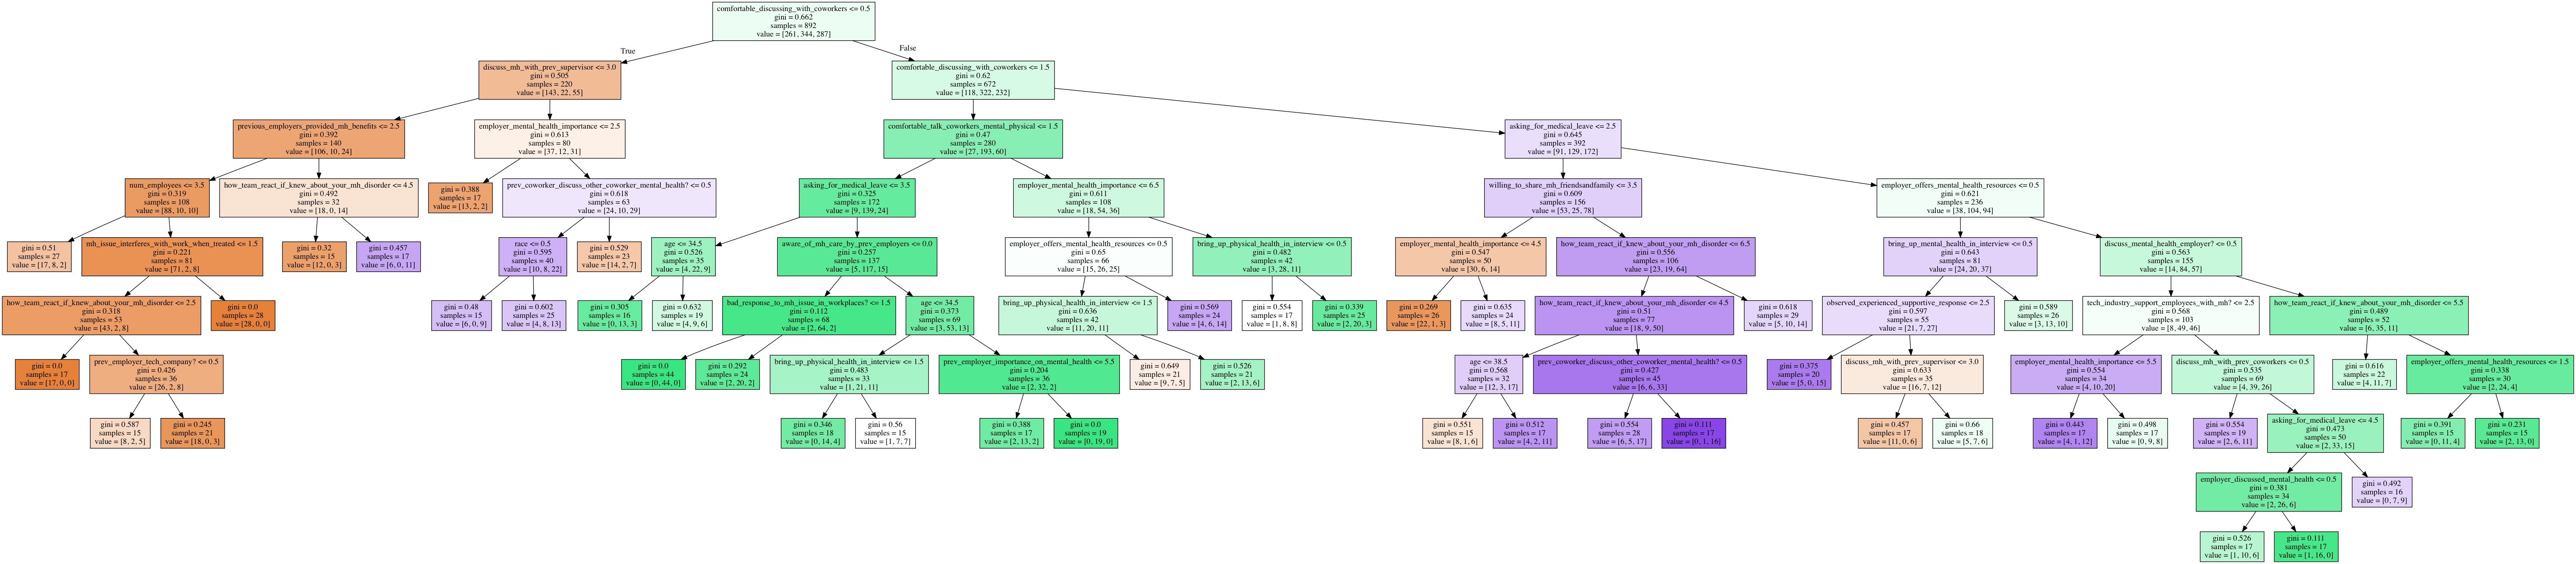 comfortable_discussing_with_coworkers <= 0.5
gini = 0.662
samples = 892
value = [261, 344, 287]
True
False
discuss_mh_with_prev_supervisor <= 3.0
gini = 0.505
samples = 220
value = [143, 22, 55]
comfortable_discussing_with_coworkers <= 1.5
gini = 0.62
samples = 672
value = [118, 322, 232]
previous_employers_provided_mh_benefits <= 2.5
gini = 0.392
samples = 140
value = [106, 10, 24]
employer_mental_health_importance <= 2.5
gini = 0.613
samples = 80
value = [37, 12, 31]
comfortable_talk_coworkers_mental_physical <= 1.5
gini = 0.47
samples = 280
value = [27, 193, 60]
asking_for_medical_leave <= 2.5
gini = 0.645
samples = 392
value = [91, 129, 172]
num_employees <= 3.5
gini = 0.319
samples = 108
value = [88, 10, 10]
how_team_react_if_knew_about_your_mh_disorder <= 4.5
gini = 0.492
samples = 32
value = [18, 0, 14]
gini = 0.388
samples = 17
value = [13, 2, 2]
prev_coworker_discuss_other_coworker_mental_health? <= 0.5
gini = 0.618
samples = 63
value = [24, 10, 29]
asking_for_medical_leave <= 3.5
gini = 0.325
samples = 172
value = [9, 139, 24]
employer_mental_health_importance <= 6.5
gini = 0.611
samples = 108
value = [18, 54, 36]
willing_to_share_mh_friendsandfamily <= 3.5
gini = 0.609
samples = 156
value = [53, 25, 78]
employer_offers_mental_health_resources <= 0.5
gini = 0.621
samples = 236
value = [38, 104, 94]
gini = 0.51
samples = 27
value = [17, 8, 2]
mh_issue_interferes_with_work_when_treated <= 1.5
gini = 0.221
samples = 81
value = [71, 2, 8]
gini = 0.32
samples = 15
value = [12, 0, 3]
gini = 0.457
samples = 17
value = [6, 0, 11]
race <= 0.5
gini = 0.595
samples = 40
value = [10, 8, 22]
gini = 0.529
samples = 23
value = [14, 2, 7]
age <= 34.5
gini = 0.526
samples = 35
value = [4, 22, 9]
aware_of_mh_care_by_prev_employers <= 0.0
gini = 0.257
samples = 137
value = [5, 117, 15]
employer_offers_mental_health_resources <= 0.5
gini = 0.65
samples = 66
value = [15, 26, 25]
bring_up_physical_health_in_interview <= 0.5
gini = 0.482
samples = 42
value = [3, 28, 11]
employer_mental_health_importance <= 4.5
gini = 0.547
samples = 50
value = [30, 6, 14]
how_team_react_if_knew_about_your_mh_disorder <= 6.5
gini = 0.556
samples = 106
value = [23, 19, 64]
bring_up_mental_health_in_interview <= 0.5
gini = 0.643
samples = 81
value = [24, 20, 37]
discuss_mental_health_employer? <= 0.5
gini = 0.563
samples = 155
value = [14, 84, 57]
how_team_react_if_knew_about_your_mh_disorder <= 2.5
gini = 0.318
samples = 53
value = [43, 2, 8]
gini = 0.0
samples = 28
value = [28, 0, 0]
gini = 0.48
samples = 15
value = [6, 0, 9]
gini = 0.602
samples = 25
value = [4, 8, 13]
gini = 0.305
samples = 16
value = [0, 13, 3]
gini = 0.632
samples = 19
value = [4, 9, 6]
bad_response_to_mh_issue_in_workplaces? <= 1.5
gini = 0.112
samples = 68
value = [2, 64, 2]
age <= 34.5
gini = 0.373
samples = 69
value = [3, 53, 13]
bring_up_physical_health_in_interview <= 1.5
gini = 0.636
samples = 42
value = [11, 20, 11]
gini = 0.569
samples = 24
value = [4, 6, 14]
gini = 0.554
samples = 17
value = [1, 8, 8]
gini = 0.339
samples = 25
value = [2, 20, 3]
gini = 0.269
samples = 26
value = [22, 1, 3]
gini = 0.635
samples = 24
value = [8, 5, 11]
how_team_react_if_knew_about_your_mh_disorder <= 4.5
gini = 0.51
samples = 77
value = [18, 9, 50]
gini = 0.618
samples = 29
value = [5, 10, 14]
observed_experienced_supportive_response <= 2.5
gini = 0.597
samples = 55
value = [21, 7, 27]
gini = 0.589
samples = 26
value = [3, 13, 10]
tech_industry_support_employees_with_mh? <= 2.5
gini = 0.568
samples = 103
value = [8, 49, 46]
how_team_react_if_knew_about_your_mh_disorder <= 5.5
gini = 0.489
samples = 52
value = [6, 35, 11]
gini = 0.0
samples = 17
value = [17, 0, 0]
prev_employer_tech_company? <= 0.5
gini = 0.426
samples = 36
value = [26, 2, 8]
gini = 0.0
samples = 44
value = [0, 44, 0]
gini = 0.292
samples = 24
value = [2, 20, 2]
bring_up_physical_health_in_interview <= 1.5
gini = 0.483
samples = 33
value = [1, 21, 11]
prev_employer_importance_on_mental_health <= 5.5
gini = 0.204
samples = 36
value = [2, 32, 2]
gini = 0.649
samples = 21
value = [9, 7, 5]
gini = 0.526
samples = 21
value = [2, 13, 6]
age <= 38.5
gini = 0.568
samples = 32
value = [12, 3, 17]
prev_coworker_discuss_other_coworker_mental_health? <= 0.5
gini = 0.427
samples = 45
value = [6, 6, 33]
gini = 0.375
samples = 20
value = [5, 0, 15]
discuss_mh_with_prev_supervisor <= 3.0
gini = 0.633
samples = 35
value = [16, 7, 12]
employer_mental_health_importance <= 5.5
gini = 0.554
samples = 34
value = [4, 10, 20]
discuss_mh_with_prev_coworkers <= 0.5
gini = 0.535
samples = 69
value = [4, 39, 26]
gini = 0.616
samples = 22
value = [4, 11, 7]
employer_offers_mental_health_resources <= 1.5
gini = 0.338
samples = 30
value = [2, 24, 4]
gini = 0.587
samples = 15
value = [8, 2, 5]
gini = 0.245
samples = 21
value = [18, 0, 3]
gini = 0.346
samples = 18
value = [0, 14, 4]
gini = 0.56
samples = 15
value = [1, 7, 7]
gini = 0.388
samples = 17
value = [2, 13, 2]
gini = 0.0
samples = 19
value = [0, 19, 0]
gini = 0.551
samples = 15
value = [8, 1, 6]
gini = 0.512
samples = 17
value = [4, 2, 11]
gini = 0.554
samples = 28
value = [6, 5, 17]
gini = 0.111
samples = 17
value = [0, 1, 16]
gini = 0.457
samples = 17
value = [11, 0, 6]
gini = 0.66
samples = 18
value = [5, 7, 6]
gini = 0.443
samples = 17
value = [4, 1, 12]
gini = 0.498
samples = 17
value = [0, 9, 8]
gini = 0.554
samples = 19
value = [2, 6, 11]
asking_for_medical_leave <= 4.5
gini = 0.473
samples = 50
value = [2, 33, 15]
gini = 0.391
samples = 15
value = [0, 11, 4]
gini = 0.231
samples = 15
value = [2, 13, 0]
employer_discussed_mental_health <= 0.5
gini = 0.381
samples = 34
value = [2, 26, 6]
gini = 0.492
samples = 16
value = [0, 7, 9]
gini = 0.526
samples = 17
value = [1, 10, 6]
gini = 0.111
samples = 17
value = [1, 16, 0]